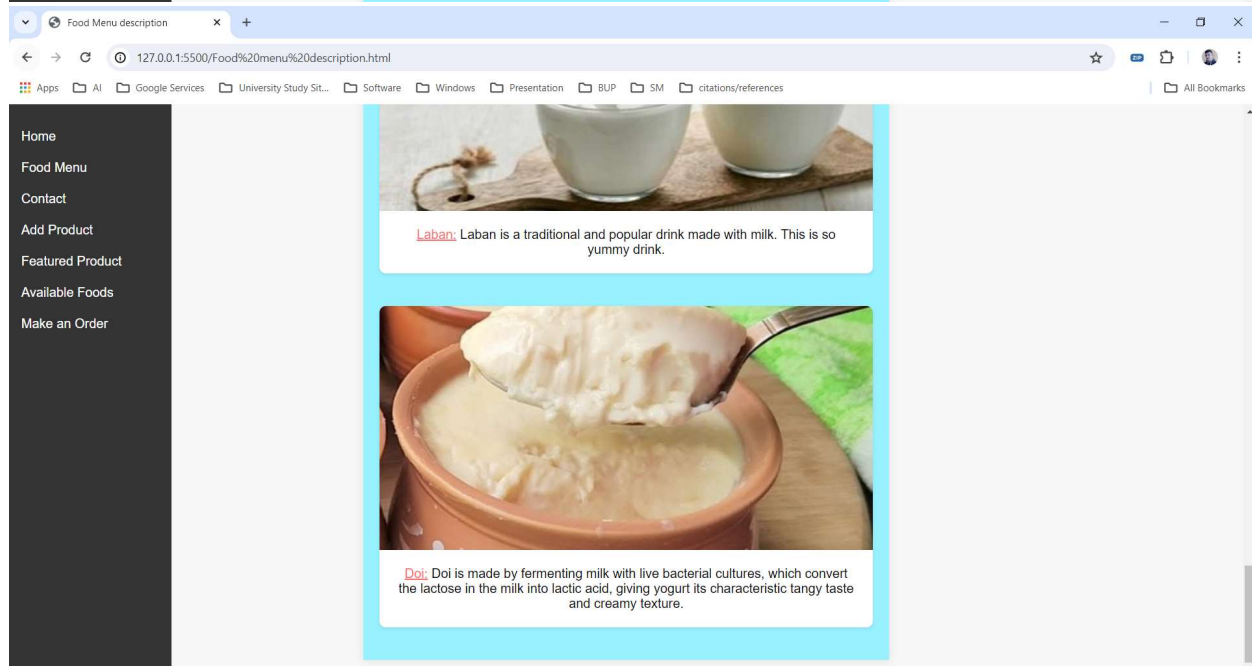 Food Menu description
127.0.0.1:5500/Food%20menu%20description.html
ZIP
Apps AI Google Services University Study Sit... Software Windows Presentation BUP SM citations/references All Bookmarks
Home
Food Menu
Contact
Add Product
Featured Product
Available Foods
Make an Order
Laban: Laban is a traditional and popular drink made with milk. This is so
yummy drink.
Doi: Doi is made by fermenting milk with live bacterial cultures, which convert
the lactose in the milk into lactic acid, giving yogurt its characteristic tangy taste
and creamy texture.